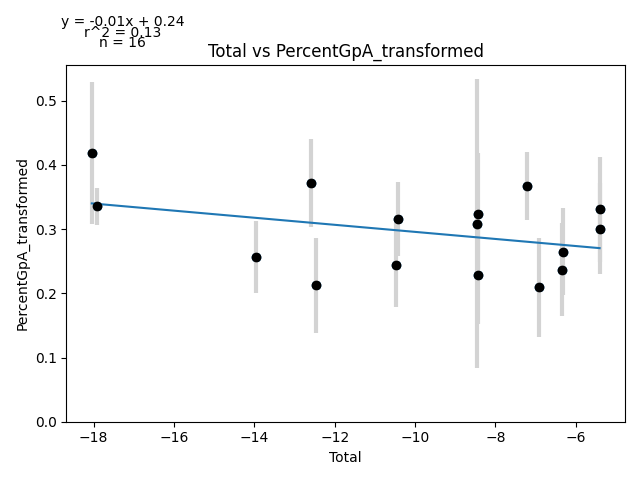 y = -0.01x + 0.24
r^2 = 0.13
n = 16
Total vs PercentGpA_transformed
PercentGpA_transformed
0.5
0.4
0.3
0.2
0.1
0.0
−18
−16
−14
−12
−10
−8
−6
Total